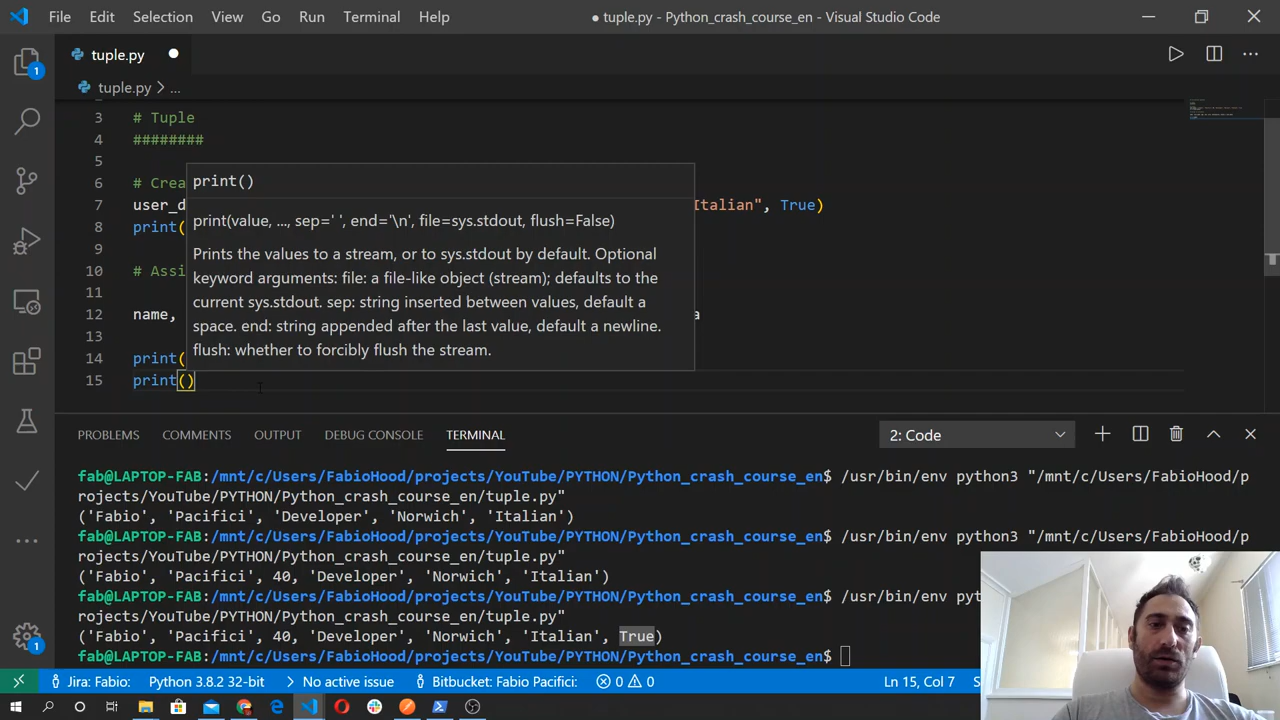 File Edit Selection View Go Run Terminal Help
● tuple.py - Python_crash_course_en - Visual Studio Code
1
tuple.py
tuple.py > ...
3 # Tuple
4 ########
5
6 # Crea
7 user_d Italian", True)
8 print(
9
10 # Assi
11
12 name, a
13
14 print(
15 print()
print()
print(value, ..., sep=' ', end='\n', file=sys.stdout, flush=False)
Prints the values to a stream, or to sys.stdout by default. Optional
keyword arguments: file: a file-like object (stream); defaults to the
current sys.stdout. sep: string inserted between values, default a
space. end: string appended after the last value, default a newline.
flush: whether to forcibly flush the stream.
PROBLEMS COMMENTS OUTPUT DEBUG CONSOLE TERMINAL
2: Code
fab@LAPTOP-FAB:/mnt/c/Users/FabioHood/projects/YouTube/PYTHON/Python_crash_course_en$ /usr/bin/env python3 "/mnt/c/Users/FabioHood/p
rojects/YouTube/PYTHON/Python_crash_course_en/tuple.py"
('Fabio', 'Pacifici', 'Developer', 'Norwich', 'Italian')
fab@LAPTOP-FAB:/mnt/c/Users/FabioHood/projects/YouTube/PYTHON/Python_crash_course_en$ /usr/bin/env python3 "/mnt/c/Users/FabioHood/p
rojects/YouTube/PYTHON/Python_crash_course_en/tuple.py"
('Fabio', 'Pacifici', 40, 'Developer', 'Norwich', 'Italian')
fab@LAPTOP-FAB:/mnt/c/Users/FabioHood/projects/YouTube/PYTHON/Python_crash_course_en$ /usr/bin/env pyt
rojects/YouTube/PYTHON/Python_crash_course_en/tuple.py"
('Fabio', 'Pacifici', 40, 'Developer', 'Norwich', 'Italian', True)
fab@LAPTOP-FAB:/mnt/c/Users/FabioHood/projects/YouTube/PYTHON/Python_crash_course_en$
1
Jira: Fabio: Python 3.8.2 32-bit No active issue Bitbucket: Fabio Pacifici: 0 0 Ln 15, Col 7 S